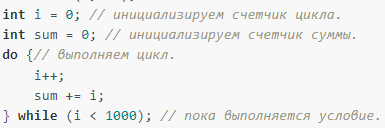 int i = 0; // инициализируем счетчик цикла.
int sum = 0; // инициализируем счетчик суммы.
do {// выполняем цикл.
    i++;
    sum += i;
} while (i < 1000); // пока выполняется условие.